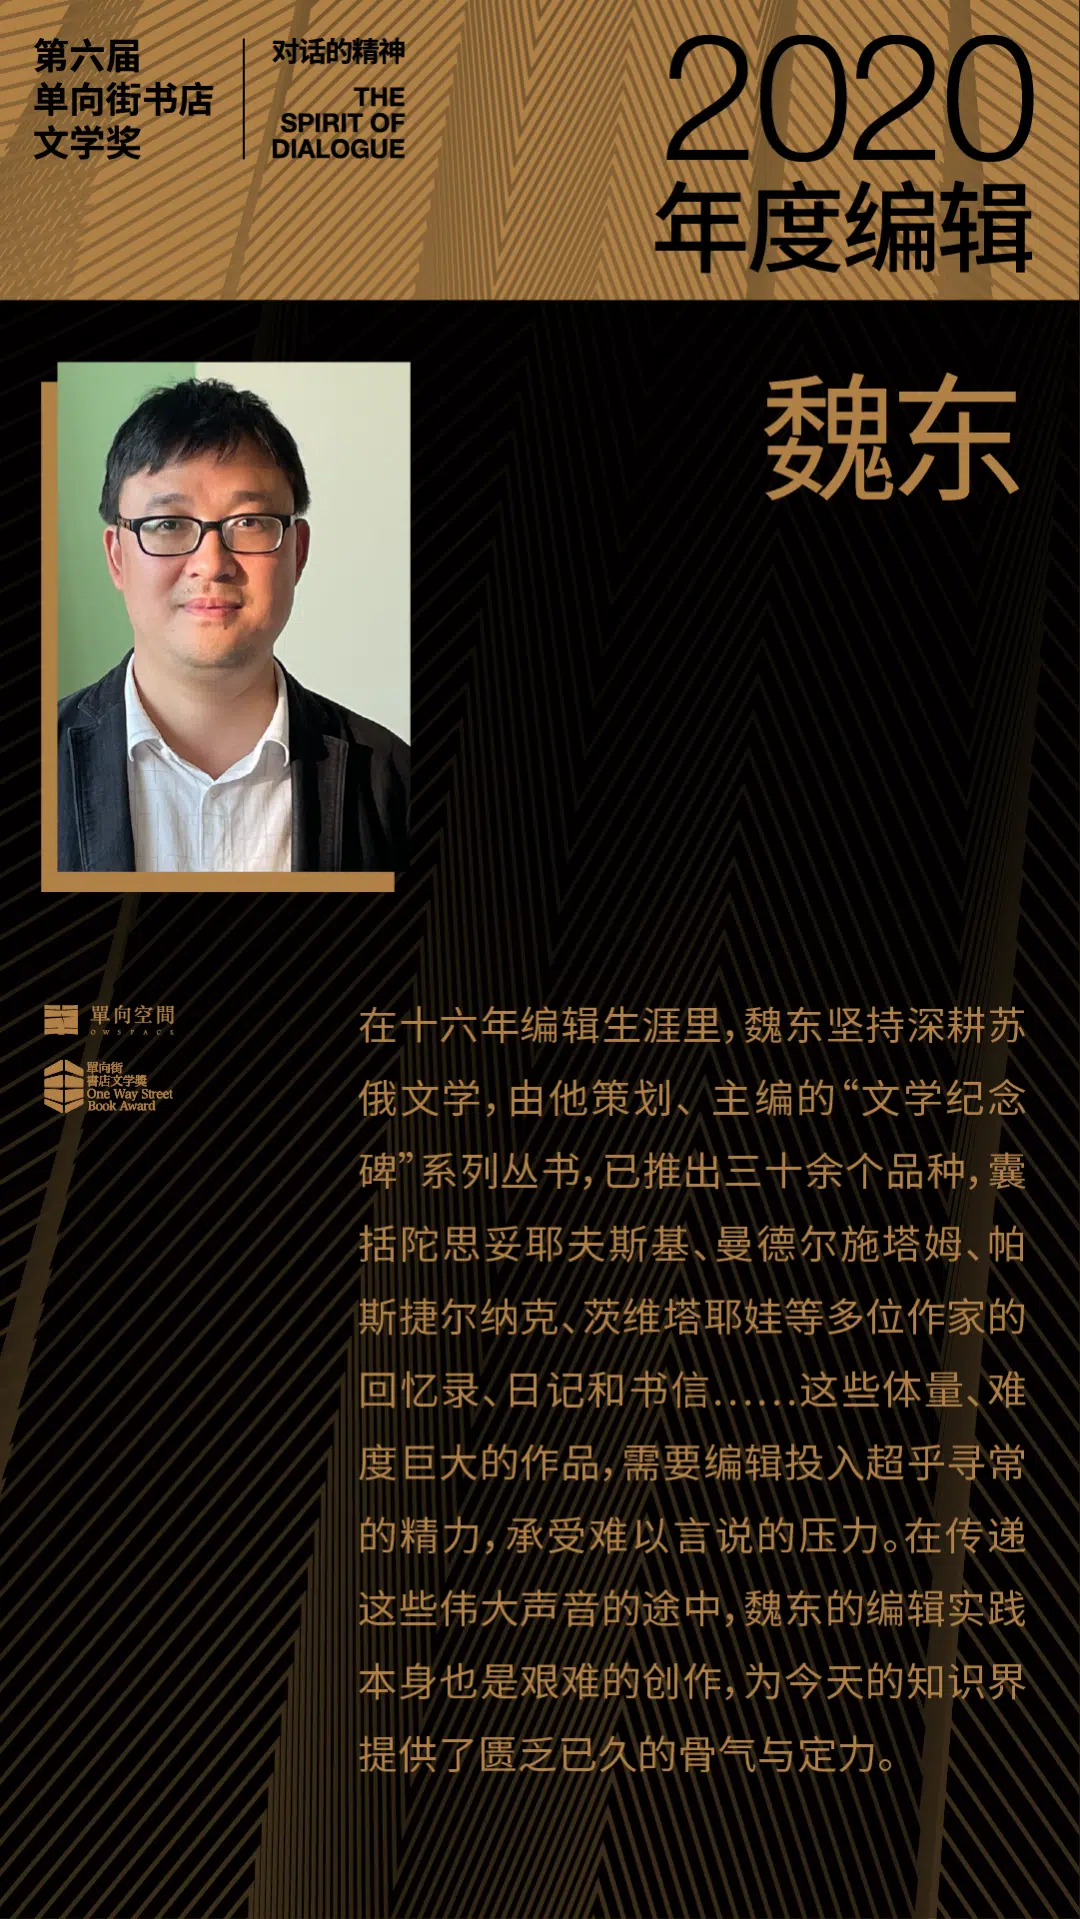 第六届
单向街书店
文学奖
对话的精神
THE
SPIRIT OF
DIALOGUE
2020
年度编辑
魏东
單向空間
OWSPACE
單向街
書店文学獎
One Way Street
Book Award
在十六年编辑生涯里，魏东坚持深耕苏
俄文学，由他策划、主编的“文学纪念
碑”系列丛书，已推出三十余个品种，囊
括陀思妥耶夫斯基、曼德尔施塔姆、帕
斯捷尔纳克、茨维塔耶娃等多位作家的
回忆录、日记和书信……这些体量、难
度巨大的作品，需要编辑投入超乎寻常
的精力，承受难以言说的压力。在传递
这些伟大声音的途中，魏东的编辑实践
本身也是艰难的创作，为今天的知识界
提供了匮乏已久的骨气与定力。